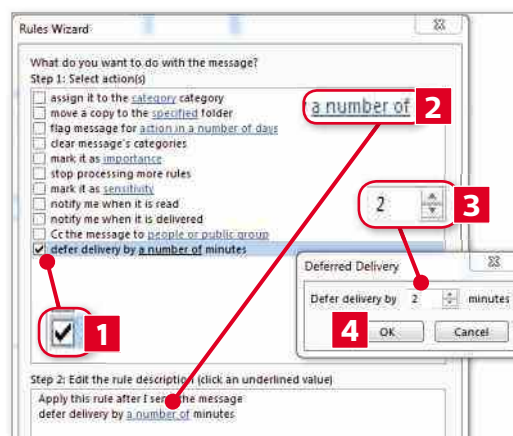 Rules Wizard
What do you want to do with the message?
Step 1: Select action(s)
assign it to the category category
move a copy to the specified folder
flag message for action in a number of days
clear message's categories
mark it as importance
stop processing more rules
mark it as sensitivity
notify me when it is read
notify me when it is delivered
Cc the message to people or public group
defer delivery by a number of minutes
a number of
2
2
3
Deferred Delivery
Defer delivery by 2 minutes
4
OK Cancel
1
Step 2: Edit the rule description (click an underlined value)
Apply this rule after I the message
defer delivery by a number of minutes